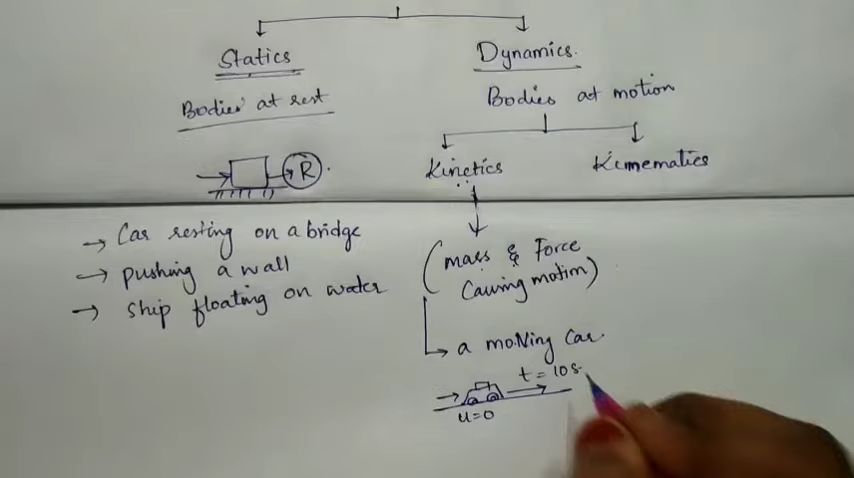 Statics
Dynamics.
Bodies at rest
Bodies at motion
R
Kinetics
Kinematics
→ Car resting on a bridge
→ pushing a wall
→ ship floating on water
(mass & Force
Causing motion)
a moving Car.
t = 10s.
u=0